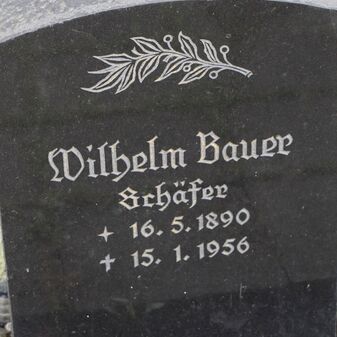 Wilhelm Bauer
Schäfer
+ 16. 5. 1890
† 15. 1. 1956